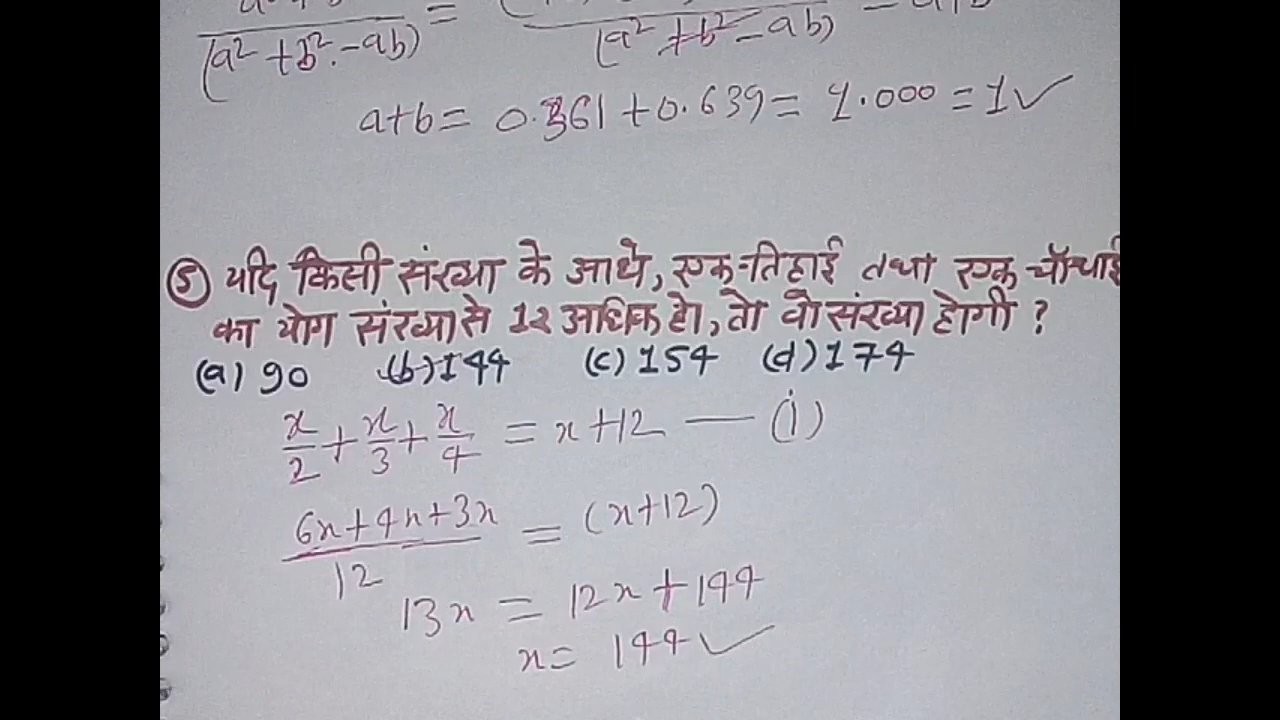 (a² + b² - ab) = (a² + b² - ab)
a+b = 0.361 + 0.639 = 1.000 = 1 ✓
(5) यदि किसी संख्या के आधे, एक-तिहाई तथा एक चौथाई
का योग संख्या से 12 अधिक हो, तो वो संख्या होगी ?
(a) 90 (b) 144 (c) 154 (d) 174
x/2 + x/3 + x/4 = x+12 — (i)
6x+4x+3x/12 = (x+12)
13x = 12x + 144
x = 144 ✓